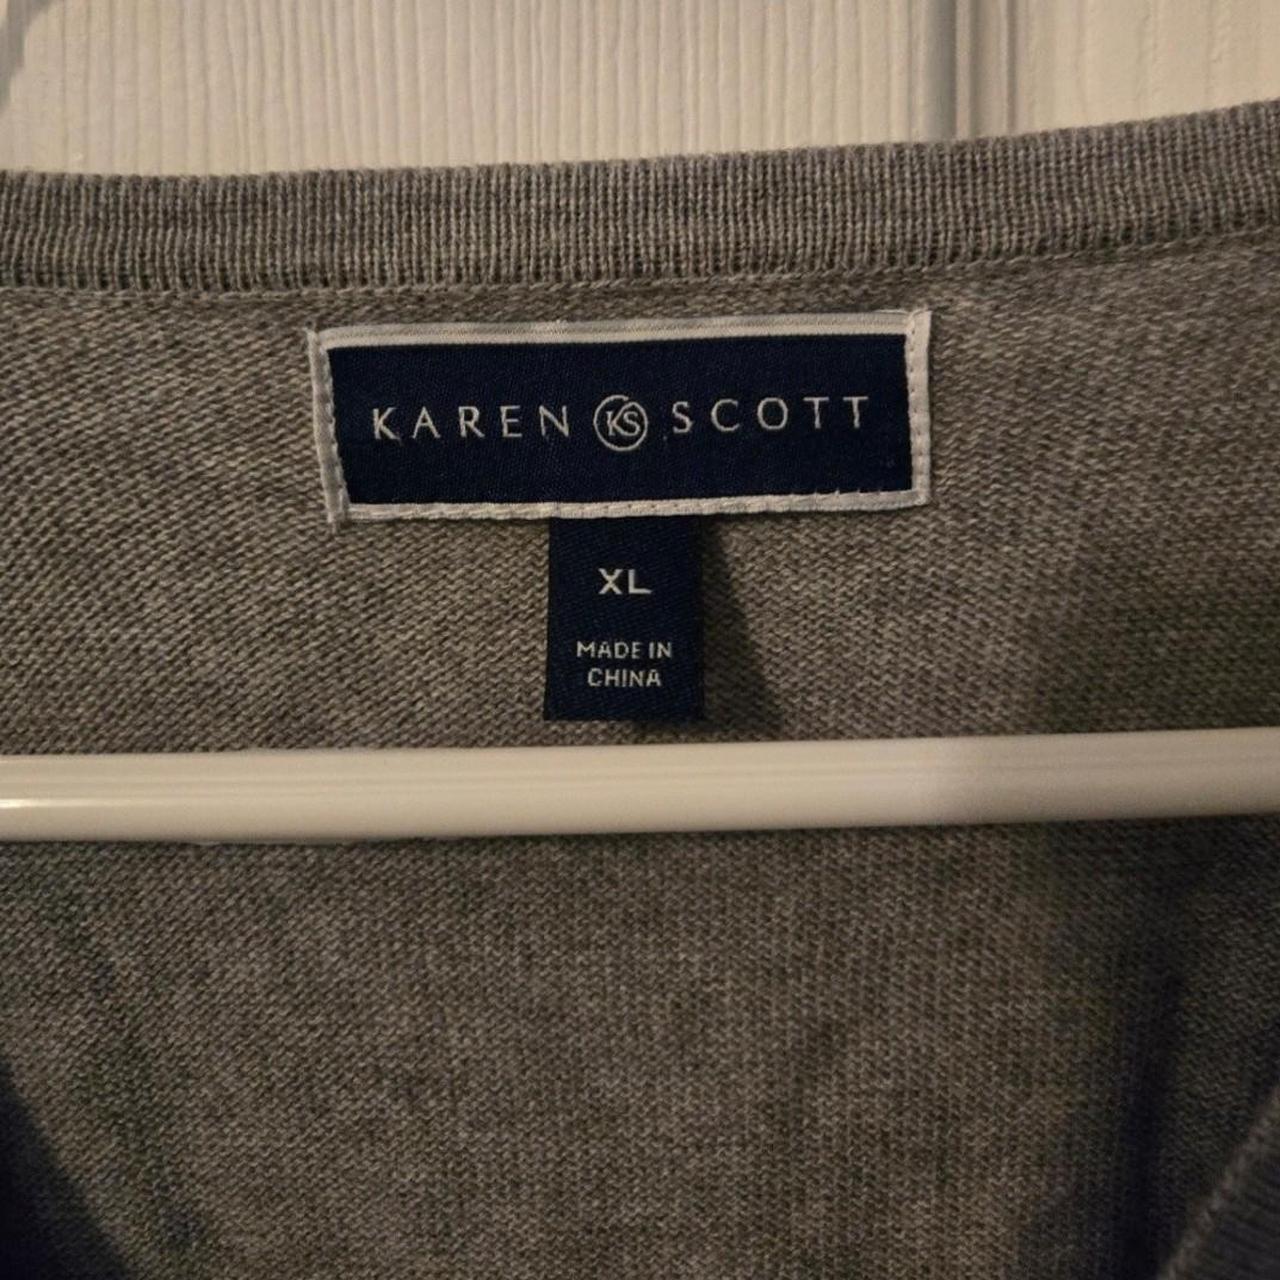 KAREN KS SCOTT
XL
MADE IN
CHINA